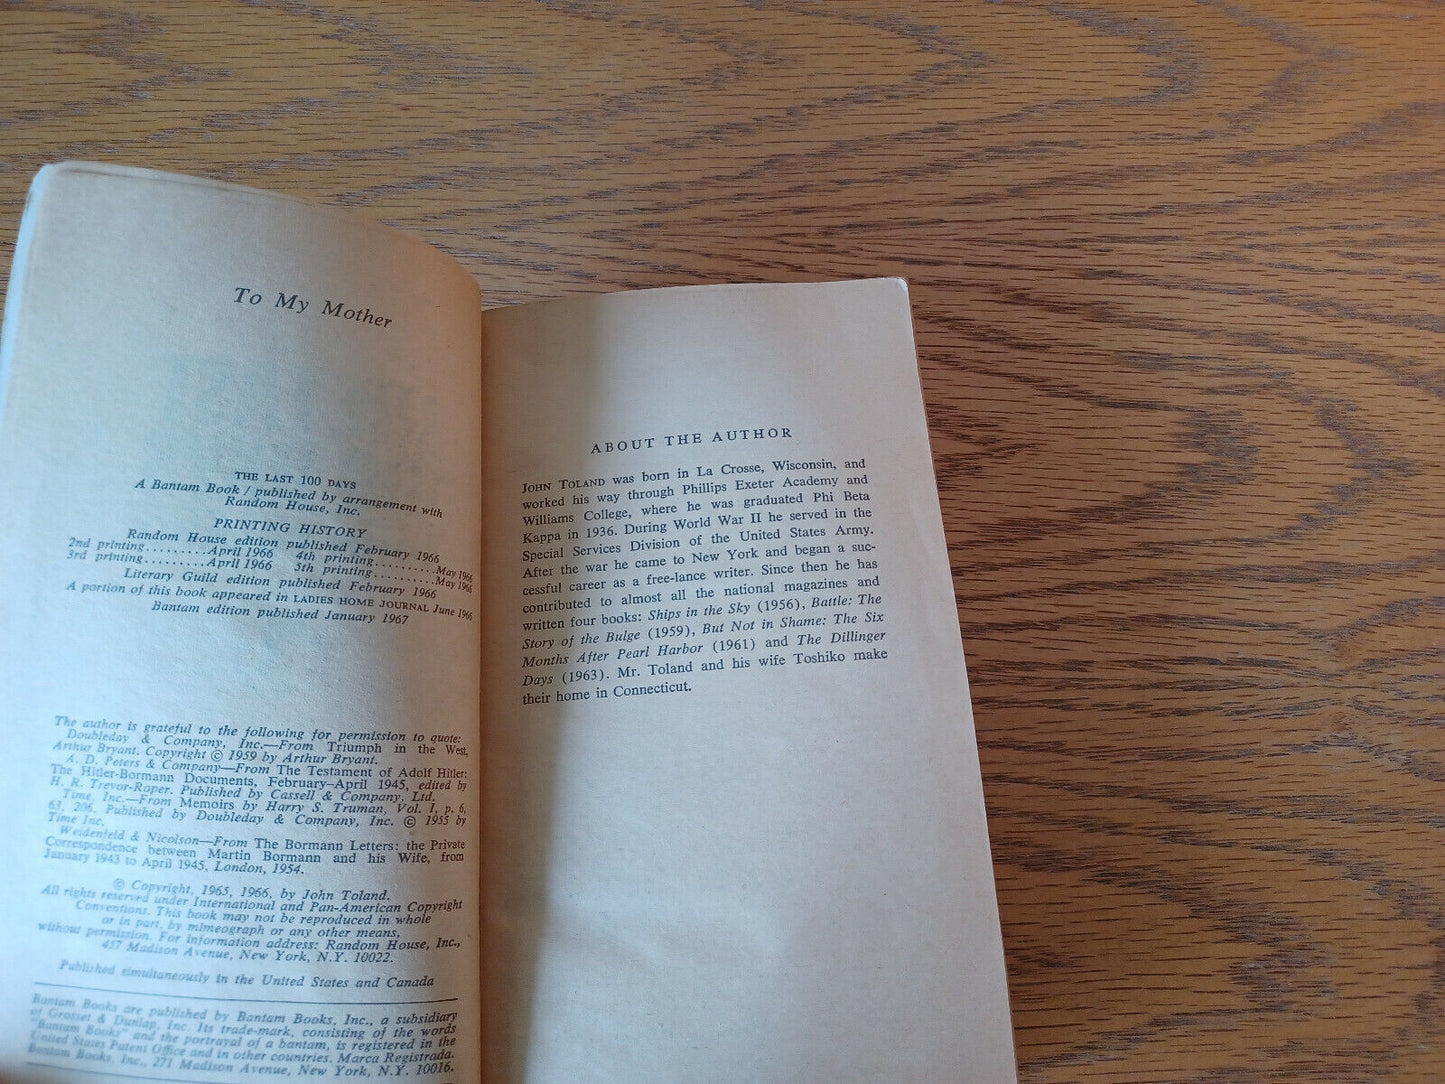 To My Mother
THE LAST 100 DAYS
A Bantam Book / published by arrangement with
Random House, Inc.
PRINTING HISTORY
Random House edition published February 1966
2nd printing.........April 1966 4th printing.........May 1966
3rd printing.........April 1966 5th printing.........May 1966
Literary Guild edition published February 1966
A portion of this book appeared in LADIES HOME JOURNAL June 1966
Bantam edition published January 1967
The author is grateful to the following for permission to quote:
Doubleday & Company, Inc.—From Triumph in the West,
Arthur Bryant. Copyright © 1959 by Arthur Bryant.
A. D. Peters & Company—From The Testament of Adolf Hitler:
The Hitler-Bormann Documents, February–April 1945, edited by
H. R. Trevor-Roper. Published by Cassell & Company, Ltd.
Time, Inc.—From Memoirs by Harry S. Truman, Vol. I, p. 6,
63, 206. Published by Doubleday & Company, Inc. © 1955 by
Time Inc.
Weidenfeld & Nicolson—From The Bormann Letters: the Private
Correspondence between Martin Bormann and his Wife, from
January 1943 to April 1945, London, 1954.
© Copyright, 1965, 1966, by John Toland.
All rights reserved under International and Pan-American Copyright
Conventions. This book may not be reproduced in whole
or in part, by mimeograph or any other means,
without permission. For information address: Random House, Inc.,
457 Madison Avenue, New York, N.Y. 10022.
Published simultaneously in the United States and Canada
Bantam Books are published by Bantam Books, Inc., a subsidiary
of Grosset & Dunlap, Inc. Its trade-mark, consisting of the words
"Bantam Books" and the portrayal of a bantam, is registered in the
United States Patent Office and in other countries. Marca Registrada.
Bantam Books, Inc., 271 Madison Avenue, New York, N.Y. 10016.
ABOUT THE AUTHOR
JOHN TOLAND was born in La Crosse, Wisconsin, and
worked his way through Phillips Exeter Academy and
Williams College, where he was graduated Phi Beta
Kappa in 1936. During World War II he served in the
Special Services Division of the United States Army.
After the war he came to New York and began a suc-
cessful career as a free-lance writer. Since then he has
contributed to almost all the national magazines and
written four books: Ships in the Sky (1956), Battle: The
Story of the Bulge (1959), But Not in Shame: The Six
Months After Pearl Harbor (1961) and The Dillinger
Days (1963). Mr. Toland and his wife Toshiko make
their home in Connecticut.